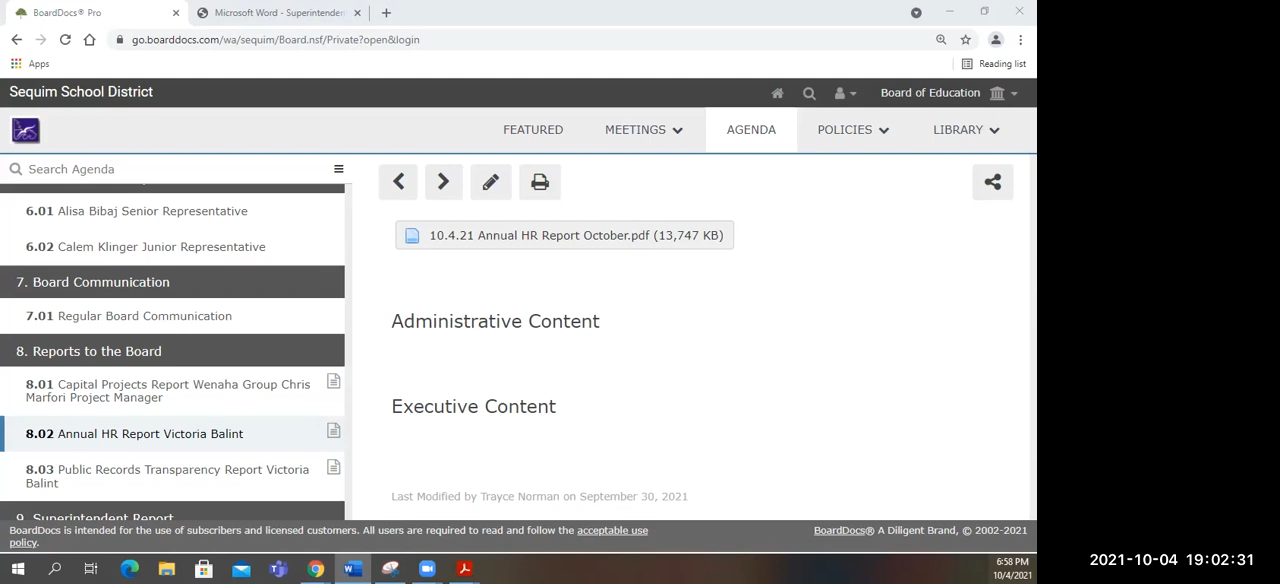 BoardDocs® Pro
Microsoft Word - Superintenden
go.boarddocs.com/wa/sequim/Board.nsf/Private?open&login
Apps
Reading list
Sequim School District
Board of Education
FEATURED
MEETINGS
AGENDA
POLICIES
LIBRARY
Search Agenda
6.01 Alisa Bibaj Senior Representative
6.02 Calem Klinger Junior Representative
7. Board Communication
7.01 Regular Board Communication
8. Reports to the Board
8.01 Capital Projects Report Wenaha Group Chris
Marfori Project Manager
8.02 Annual HR Report Victoria Balint
8.03 Public Records Transparency Report Victoria
Balint
9. Superintendent Report
10.4.21 Annual HR Report October.pdf (13,747 KB)
Administrative Content
Executive Content
Last Modified by Trayce Norman on September 30, 2021
BoardDocs is intended for the use of subscribers and licensed customers. All users are required to read and follow the acceptable use
policy.
BoardDocs® A Diligent Brand, © 2002-2021
6:58 PM
10/4/2021
2021-10-04 19:02:31